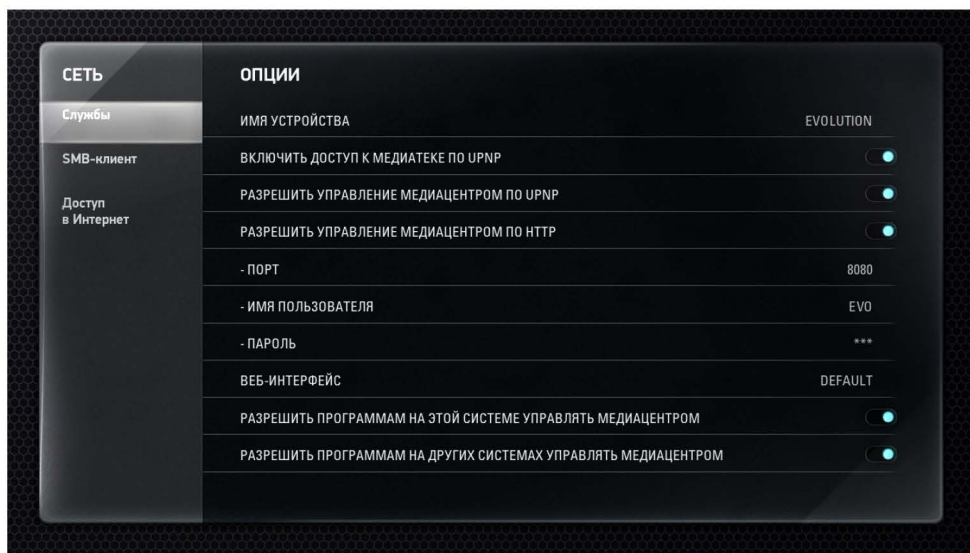 СЕТЬ
Службы
SMB-клиент
Доступ
в Интернет
ОПЦИИ
ИМЯ УСТРОЙСТВА EVOLUTION
ВКЛЮЧИТЬ ДОСТУП К МЕДИАТЕКЕ ПО UPNP
РАЗРЕШИТЬ УПРАВЛЕНИЕ МЕДИАЦЕНТРОМ ПО UPNP
РАЗРЕШИТЬ УПРАВЛЕНИЕ МЕДИАЦЕНТРОМ ПО HTTP
- ПОРТ 8080
- ИМЯ ПОЛЬЗОВАТЕЛЯ EVO
- ПАРОЛЬ ***
ВЕБ-ИНТЕРФЕЙС DEFAULT
РАЗРЕШИТЬ ПРОГРАММАМ НА ЭТОЙ СИСТЕМЕ УПРАВЛЯТЬ МЕДИАЦЕНТРОМ
РАЗРЕШИТЬ ПРОГРАММАМ НА ДРУГИХ СИСТЕМАХ УПРАВЛЯТЬ МЕДИАЦЕНТРОМ